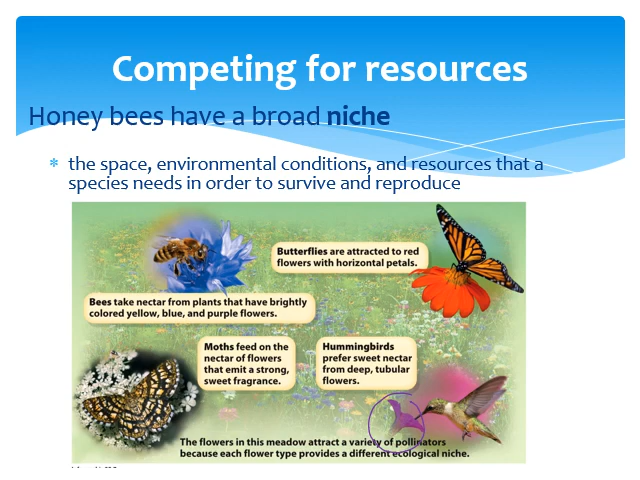 Competing for resources
Honey bees have a broad niche
the space, environmental conditions, and resources that a
species needs in order to survive and reproduce
Butterflies are attracted to red
flowers with horizontal petals.
Bees take nectar from plants that have brightly
colored yellow, blue, and purple flowers.
Moths feed on the
nectar of flowers
that emit a strong,
sweet fragrance.
Hummingbirds
prefer sweet nectar
from deep, tubular
flowers.
The flowers in this meadow attract a variety of pollinators
because each flower type provides a different ecological niche.